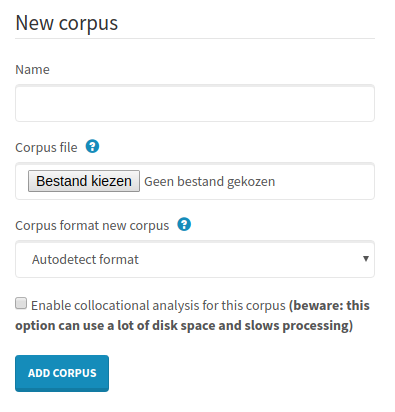 New corpus
Name
Corpus file
Bestand kiezen Geen bestand gekozen
Corpus format new corpus
Autodetect format
Enable collocational analysis for this corpus (beware: this
option can use a lot of disk space and slows processing)
ADD CORPUS